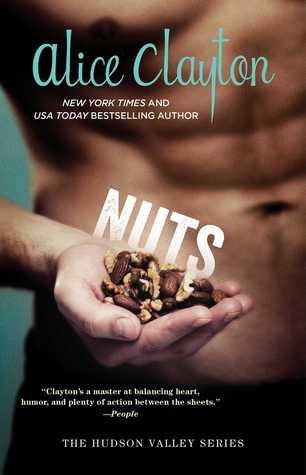 Alice Clayton
NEW YORK TIMES AND
USA TODAY BESTSELLING AUTHOR
NUTS
“Clayton’s a master at balancing heart,
humor, and plenty of action between the sheets.”
—People
THE HUDSON VALLEY SERIES